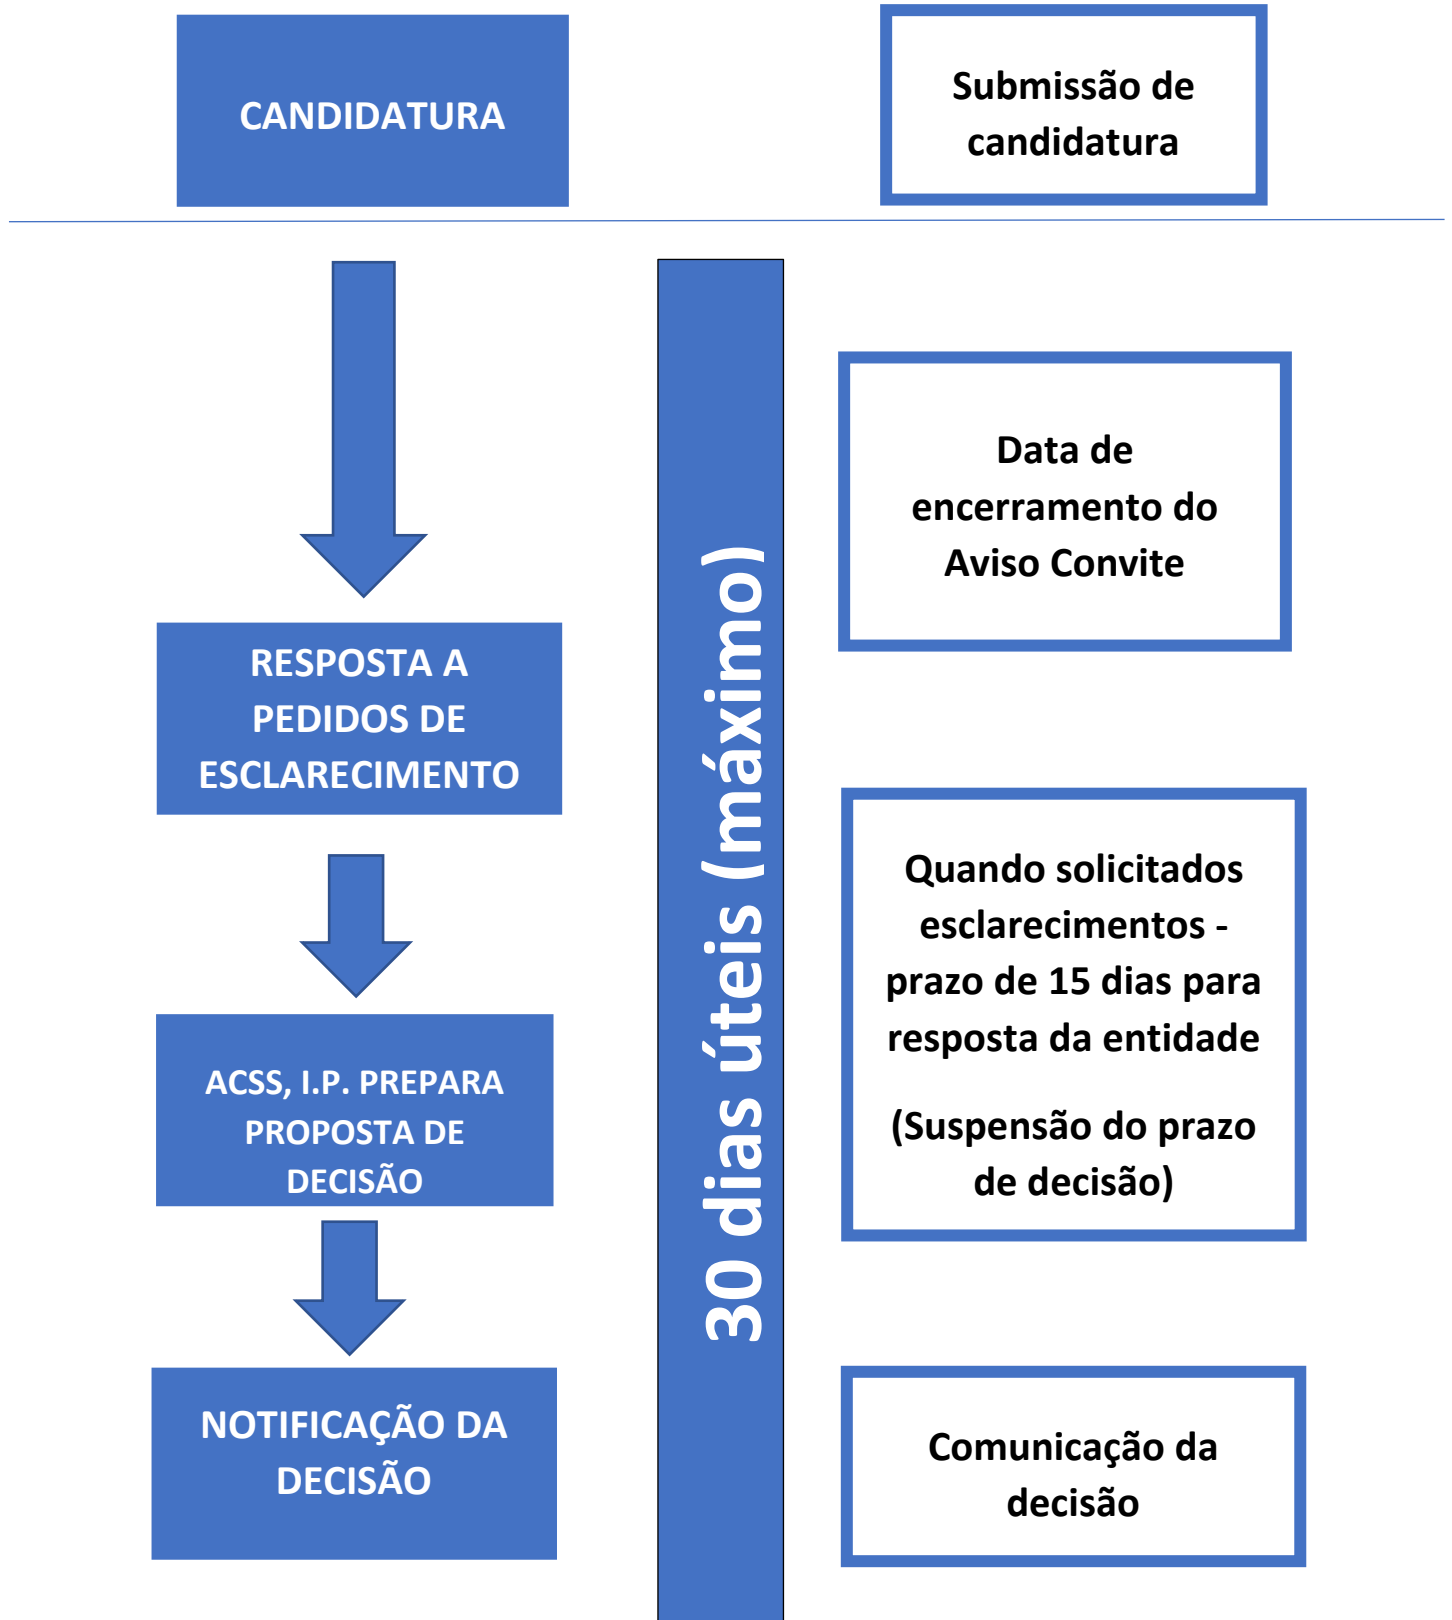 CANDIDATURA
Submissão de
candidatura
Data de
encerramento do
Aviso Convite
RESPOSTA A
PEDIDOS DE
ESCLARECIMENTO
30 dias úteis (máximo)
Quando solicitados
esclarecimentos -
prazo de 15 dias para
resposta da entidade
(Suspensão do prazo
de decisão)
ACSS, I.P. PREPARA
PROPOSTA DE
DECISÃO
NOTIFICAÇÃO DA
DECISÃO
Comunicação da
decisão